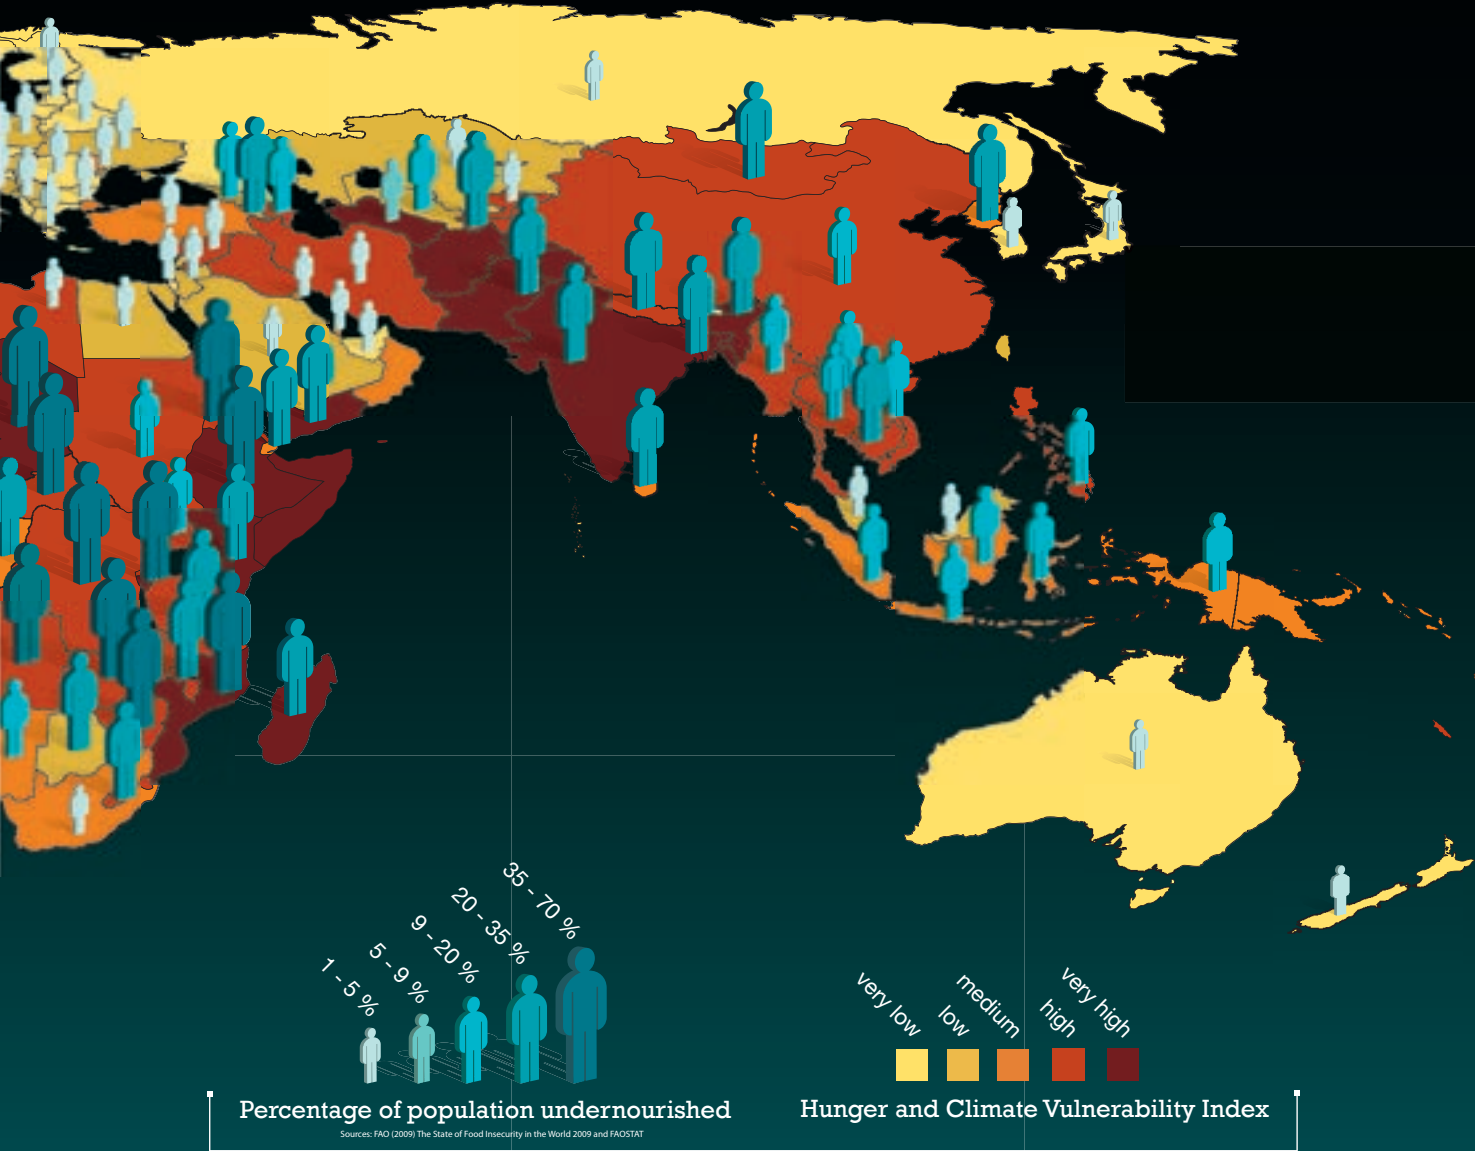 1 - 5 %
5 - 9 %
9 - 20 %
20 - 35 %
35 - 70 %
very low
low
medium
high
very high
Percentage of population undernourished
Hunger and Climate Vulnerability Index
Sources: FAO (2009) The State of Food Insecurity in the World 2009 and FAOSTAT